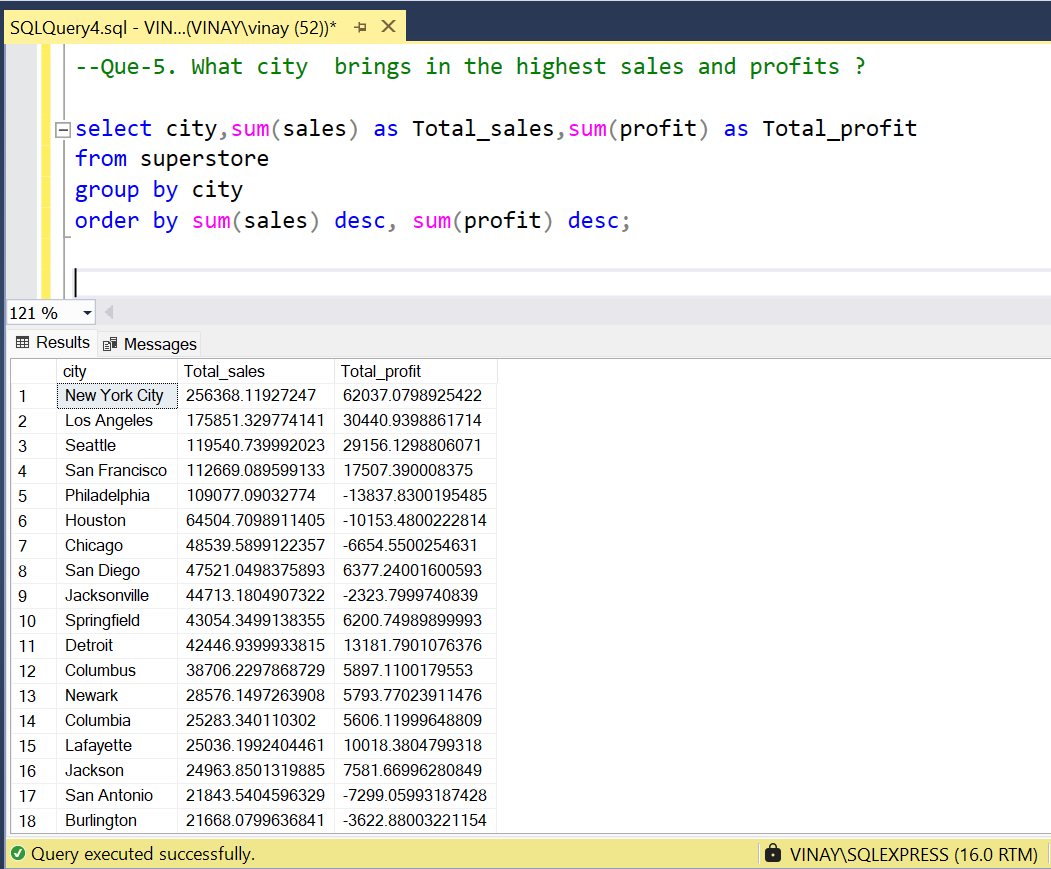 SQLQuery4.sql - VIN...(VINAY\vinay (52))*
--Que-5. What city  brings in the highest sales and profits ?
select city,sum(sales) as Total_sales,sum(profit) as Total_profit
from superstore
group by city
order by sum(sales) desc, sum(profit) desc;
121 %
Results Messages
city Total_sales Total_profit
1 New York City 256368.11927247 62037.0798925422
2 Los Angeles 175851.329774141 30440.9398861714
3 Seattle 119540.739992023 29156.1298806071
4 San Francisco 112669.089599133 17507.390008375
5 Philadelphia 109077.09032774 -13837.8300195485
6 Houston 64504.7098911405 -10153.4800222814
7 Chicago 48539.5899122357 -6654.5500254631
8 San Diego 47521.0498375893 6377.24001600593
9 Jacksonville 44713.1804907322 -2323.7999740839
10 Springfield 43054.3499138355 6200.74989899993
11 Detroit 42446.9399933815 13181.7901076376
12 Columbus 38706.2297868729 5897.1100179553
13 Newark 28576.1497263908 5793.77023911476
14 Columbia 25283.340110302 5606.11999648809
15 Lafayette 25036.1992404461 10018.3804799318
16 Jackson 24963.8501319885 7581.66996280849
17 San Antonio 21843.5404596329 -7299.05993187428
18 Burlington 21668.0799636841 -3622.88003221154
Query executed successfully. VINAY\SQLEXPRESS (16.0 RTM)